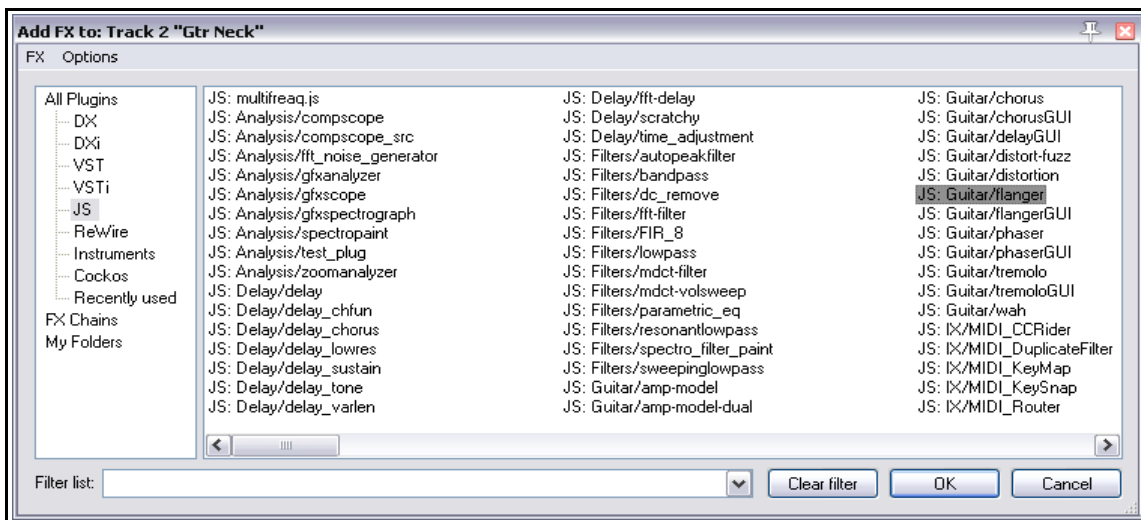 Add FX to: Track 2 "Gtr Neck"
FX Options
All Plugins
DX
DXi
VST
VSTi
JS
ReWire
Instruments
Cockos
Recently used
FX Chains
My Folders
JS: multifreaq.js
JS: Analysis/compscope
JS: Analysis/compscope_src
JS: Analysis/fft_noise_generator
JS: Analysis/gfxanalyzer
JS: Analysis/gfxscope
JS: Analysis/gfxspectrograph
JS: Analysis/spectropaint
JS: Analysis/test_plug
JS: Analysis/zoomanalyzer
JS: Delay/delay
JS: Delay/delay_chfun
JS: Delay/delay_chorus
JS: Delay/delay_lowres
JS: Delay/delay_sustain
JS: Delay/delay_tone
JS: Delay/delay_varlen
JS: Delay/fft-delay
JS: Delay/scratchy
JS: Delay/time_adjustment
JS: Filters/autopeakfilter
JS: Filters/bandpass
JS: Filters/dc_remove
JS: Filters/fft-filter
JS: Filters/FIR_8
JS: Filters/lowpass
JS: Filters/mdct-filter
JS: Filters/mdct-volsweep
JS: Filters/parametric_eq
JS: Filters/resonantlowpass
JS: Filters/spectro_filter_paint
JS: Filters/sweepinglowpass
JS: Guitar/amp-model
JS: Guitar/amp-model-dual
JS: Guitar/chorus
JS: Guitar/chorusGUI
JS: Guitar/delayGUI
JS: Guitar/distort-fuzz
JS: Guitar/distortion
JS: Guitar/flanger
JS: Guitar/flangerGUI
JS: Guitar/phaser
JS: Guitar/phaserGUI
JS: Guitar/tremolo
JS: Guitar/tremoloGUI
JS: Guitar/wah
JS: IX/MIDI_CCRider
JS: IX/MIDI_DuplicateFilter
JS: IX/MIDI_KeyMap
JS: IX/MIDI_KeySnap
JS: IX/MIDI_Router
Filter list: Clear filter OK Cancel